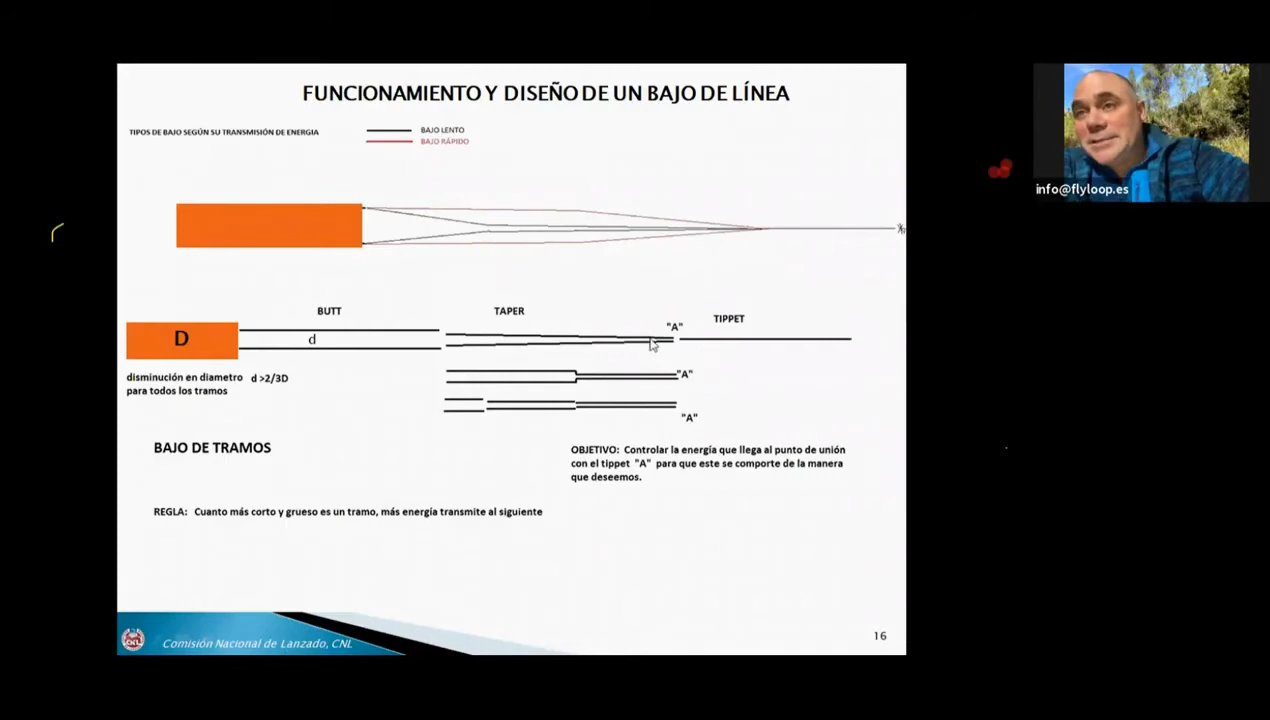 FUNCIONAMIENTO Y DISEÑO DE UN BAJO DE LÍNEA
TIPOS DE BAJO SEGÚN SU TRANSMISIÓN DE ENERGIA
BAJO LENTO
BAJO RÁPIDO
info@flyloop.es
BUTT
TAPER
TIPPET
"A"
D
d
disminución en diametro
para todos los tramos
d >2/3D
"A"
"A"
BAJO DE TRAMOS
OBJETIVO: Controlar la energía que llega al punto de unión
con el tippet "A" para que este se comporte de la manera
que deseemos.
REGLA: Cuanto más corto y grueso es un tramo, más energía transmite al siguiente
CNL
Comisión Nacional de Lanzado, CNL
16